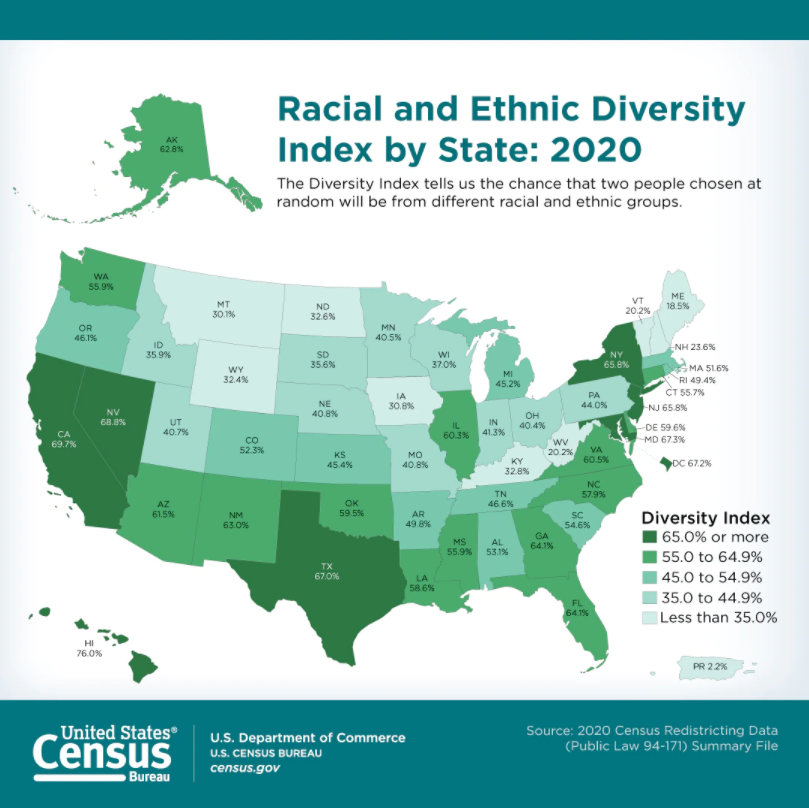 Racial and Ethnic Diversity
Index by State: 2020
The Diversity Index tells us the chance that two people chosen at
random will be from different racial and ethnic groups.
AK
62.8%
WA
55.9%
OR
46.1%
ID
35.9%
MT
30.1%
ND
32.6%
MN
40.5%
WI
37.0%
MI
45.2%
VT
20.2%
ME
18.5%
NH 23.6%
MA 51.6%
RI 49.4%
CT 55.7%
NY
65.8%
NJ 65.8%
PA
44.0%
DE 59.6%
MD 67.3%
DC 67.2%
WY
32.4%
SD
35.6%
IA
30.8%
NE
40.8%
IL
60.3%
IN
41.3%
OH
40.4%
WV
20.2%
VA
60.5%
KY
32.8%
CA
69.7%
NV
68.8%
UT
40.7%
CO
52.3%
KS
45.4%
MO
40.8%
TN
46.6%
NC
57.9%
SC
54.6%
AZ
61.5%
NM
63.0%
OK
59.5%
AR
49.8%
MS
55.9%
AL
53.1%
GA
64.1%
TX
67.0%
LA
58.6%
FL
64.1%
HI
76.0%
PR 2.2%
Diversity Index
65.0% or more
55.0 to 64.9%
45.0 to 54.9%
35.0 to 44.9%
Less than 35.0%
United States®
Census
Bureau
U.S. Department of Commerce
U.S. CENSUS BUREAU
census.gov
Source: 2020 Census Redistricting Data
(Public Law 94-171) Summary File